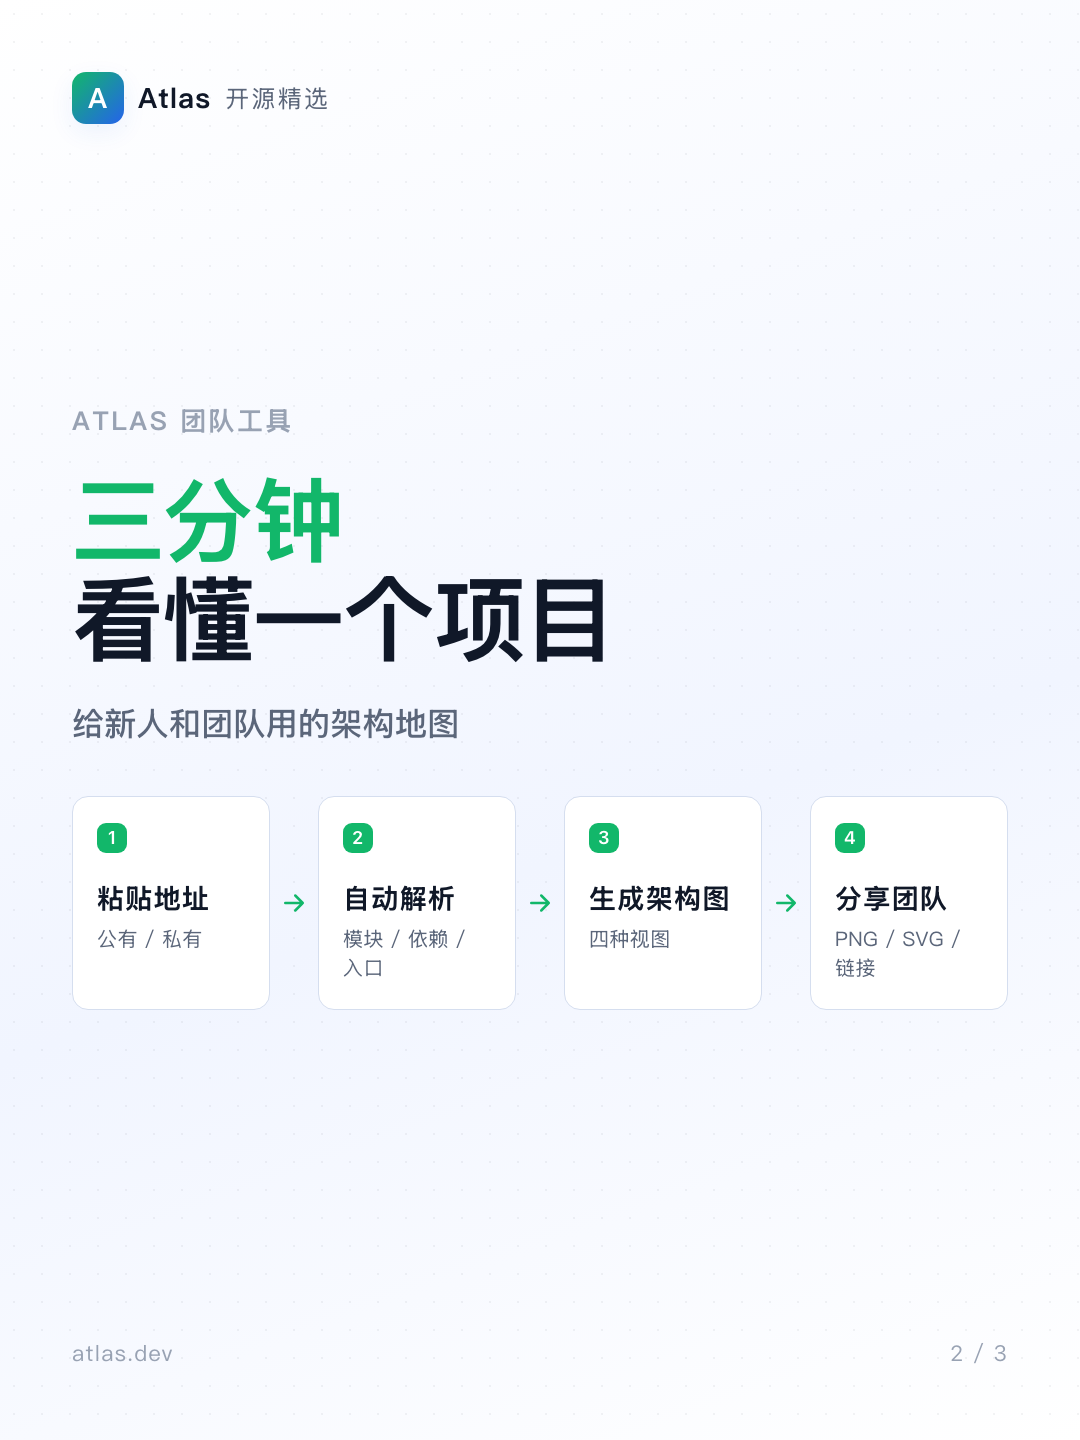 A Atlas 开源精选
ATLAS 团队工具
三分钟
看懂一个项目
给新人和团队用的架构地图
1
粘贴地址
公有 / 私有
→
2
自动解析
模块 / 依赖 /
入口
→
3
生成架构图
四种视图
→
4
分享团队
PNG / SVG /
链接
atlas.dev
2 / 3